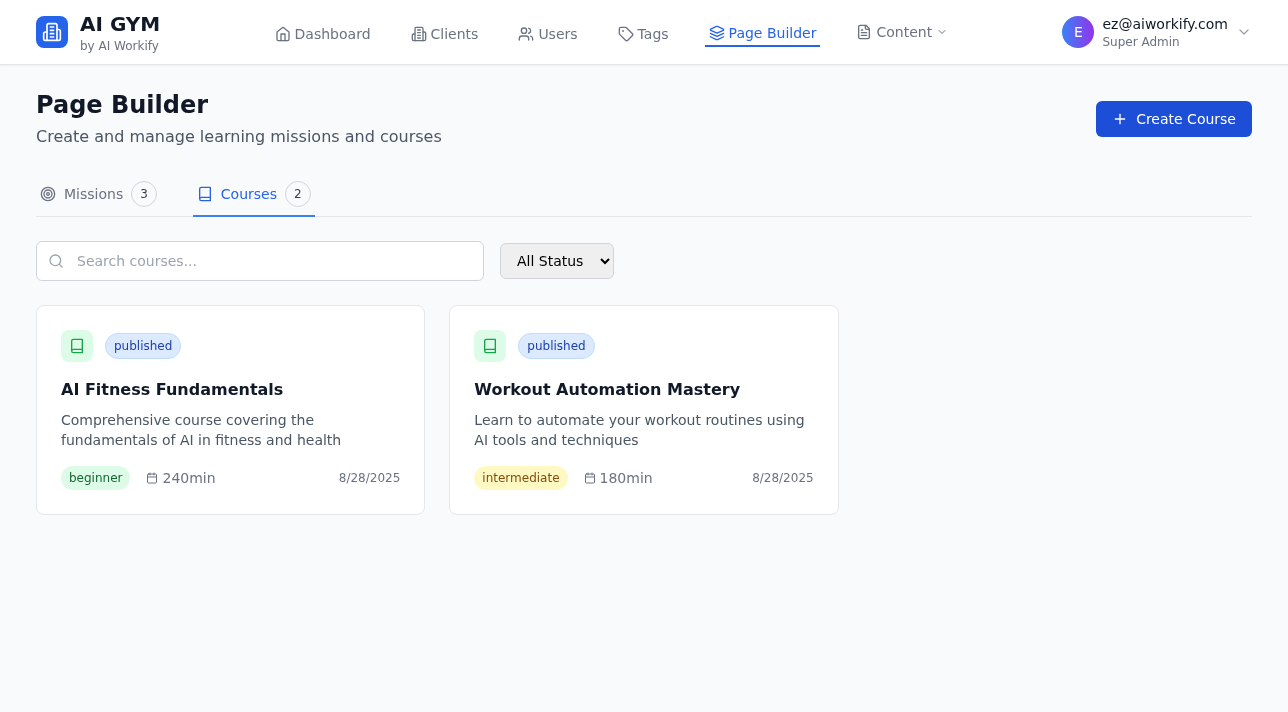 AI GYM
by AI Workify
Dashboard
Clients
Users
Tags
Page Builder
Content
E
ez@aiworkify.com
Super Admin
Page Builder
Create and manage learning missions and courses
Create Course
Missions 3
Courses 2
Search courses...
All Status
published
AI Fitness Fundamentals
Comprehensive course covering the
fundamentals of AI in fitness and health
beginner
240min
8/28/2025
published
Workout Automation Mastery
Learn to automate your workout routines using
AI tools and techniques
intermediate
180min
8/28/2025